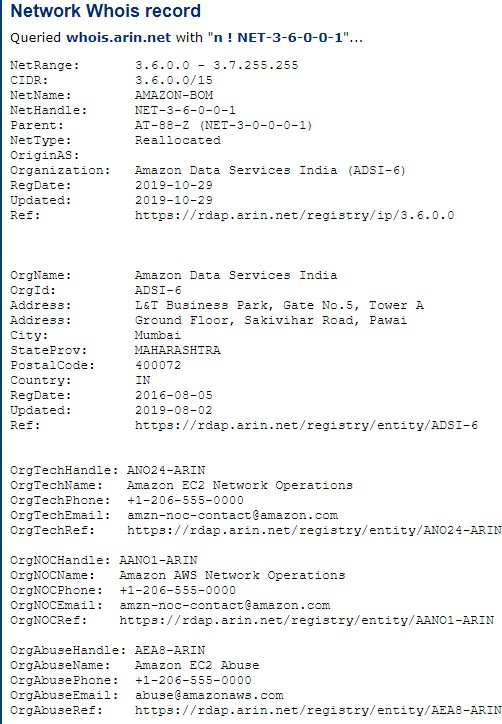 Network Whois record
Queried whois.arin.net with "n ! NET-3-6-0-0-1"...
NetRange: 3.6.0.0 - 3.7.255.255
CIDR: 3.6.0.0/15
NetName: AMAZON-BOM
NetHandle: NET-3-6-0-0-1
Parent: AT-88-Z (NET-3-0-0-0-1)
NetType: Reallocated
OriginAS:
Organization: Amazon Data Services India (ADSI-6)
RegDate: 2019-10-29
Updated: 2019-10-29
Ref: https://rdap.arin.net/registry/ip/3.6.0.0
OrgName: Amazon Data Services India
OrgId: ADSI-6
Address: L&T Business Park, Gate No.5, Tower A
Address: Ground Floor, Sakivihar Road, Pawai
City: Mumbai
StateProv: MAHARASHTRA
PostalCode: 400072
Country: IN
RegDate: 2016-08-05
Updated: 2019-08-02
Ref: https://rdap.arin.net/registry/entity/ADSI-6
OrgTechHandle: ANO24-ARIN
OrgTechName: Amazon EC2 Network Operations
OrgTechPhone: +1-206-555-0000
OrgTechEmail: amzn-noc-contact@amazon.com
OrgTechRef: https://rdap.arin.net/registry/entity/ANO24-ARIN
OrgNOCHandle: AANO1-ARIN
OrgNOCName: Amazon AWS Network Operations
OrgNOCPhone: +1-206-555-0000
OrgNOCEmail: amzn-noc-contact@amazon.com
OrgNOCRef: https://rdap.arin.net/registry/entity/AANO1-ARIN
OrgAbuseHandle: AEA8-ARIN
OrgAbuseName: Amazon EC2 Abuse
OrgAbusePhone: +1-206-555-0000
OrgAbuseEmail: abuse@amazonaws.com
OrgAbuseRef: https://rdap.arin.net/registry/entity/AEA8-ARIN